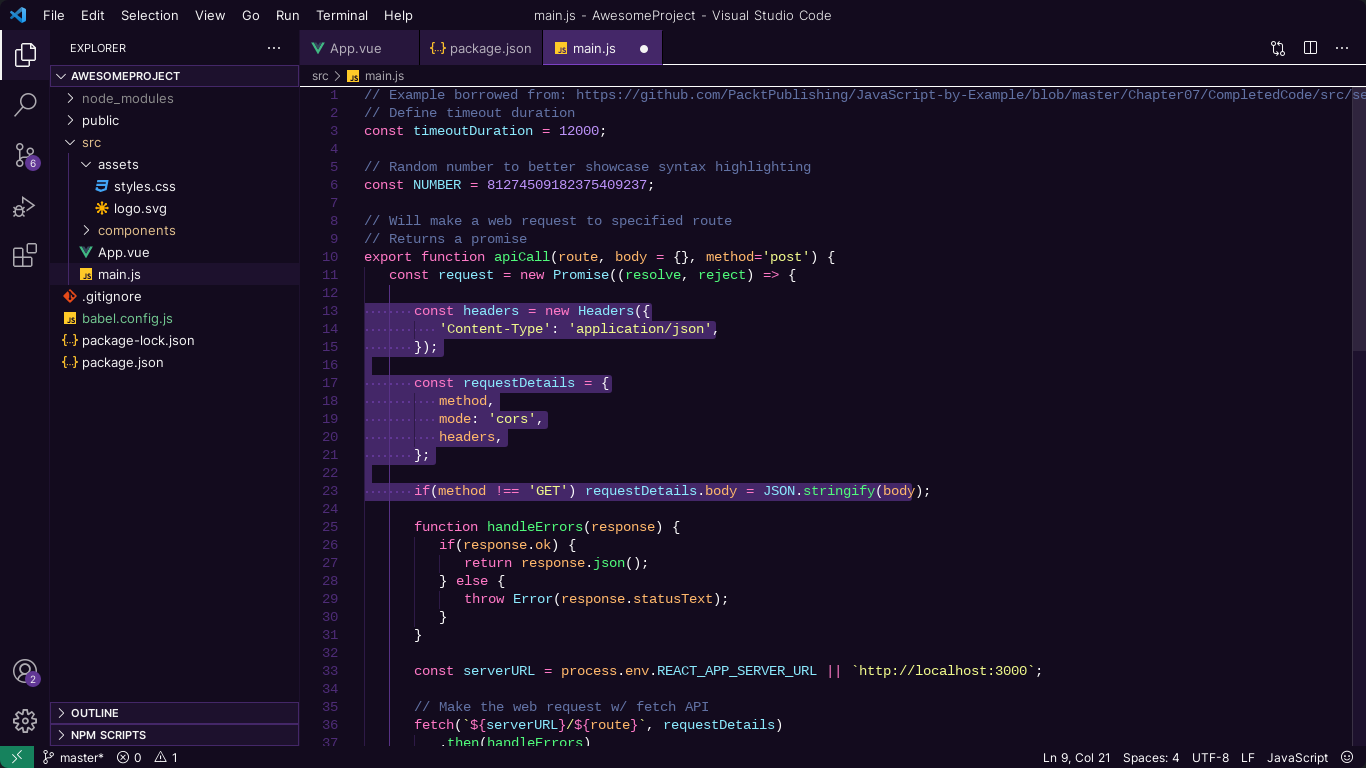 File Edit Selection View Go Run Terminal Help
main.js - AwesomeProject - Visual Studio Code
EXPLORER
AWESOMEPROJECT
node_modules
public
src
assets
styles.css
logo.svg
components
App.vue
main.js
.gitignore
babel.config.js
package-lock.json
package.json
OUTLINE
NPM SCRIPTS
6
2
App.vue package.json main.js
src main.js
1 // Example borrowed from: https://github.com/PacktPublishing/JavaScript-by-Example/blob/master/Chapter07/CompletedCode/src/se
2 // Define timeout duration
3 const timeoutDuration = 12000;
4
5 // Random number to better showcase syntax highlighting
6 const NUMBER = 81274509182375409237;
7
8 // Will make a web request to specified route
9 // Returns a promise
10 export function apiCall(route, body = {}, method='post') {
11 const request = new Promise((resolve, reject) => {
12
13 const headers = new Headers({
14 'Content-Type': 'application/json',
15 });
16
17 const requestDetails = {
18 method,
19 mode: 'cors',
20 headers,
21 };
22
23 if(method !== 'GET') requestDetails.body = JSON.stringify(body);
24
25 function handleErrors(response) {
26 if(response.ok) {
27 return response.json();
28 } else {
29 throw Error(response.statusText);
30 }
31 }
32
33 const serverURL = process.env.REACT_APP_SERVER_URL || `http://localhost:3000`;
34
35 // Make the web request w/ fetch API
36 fetch(`${serverURL}/${route}`, requestDetails)
37 .then(handleErrors)
master* 0 1
Ln 9, Col 21 Spaces: 4 UTF-8 LF JavaScript